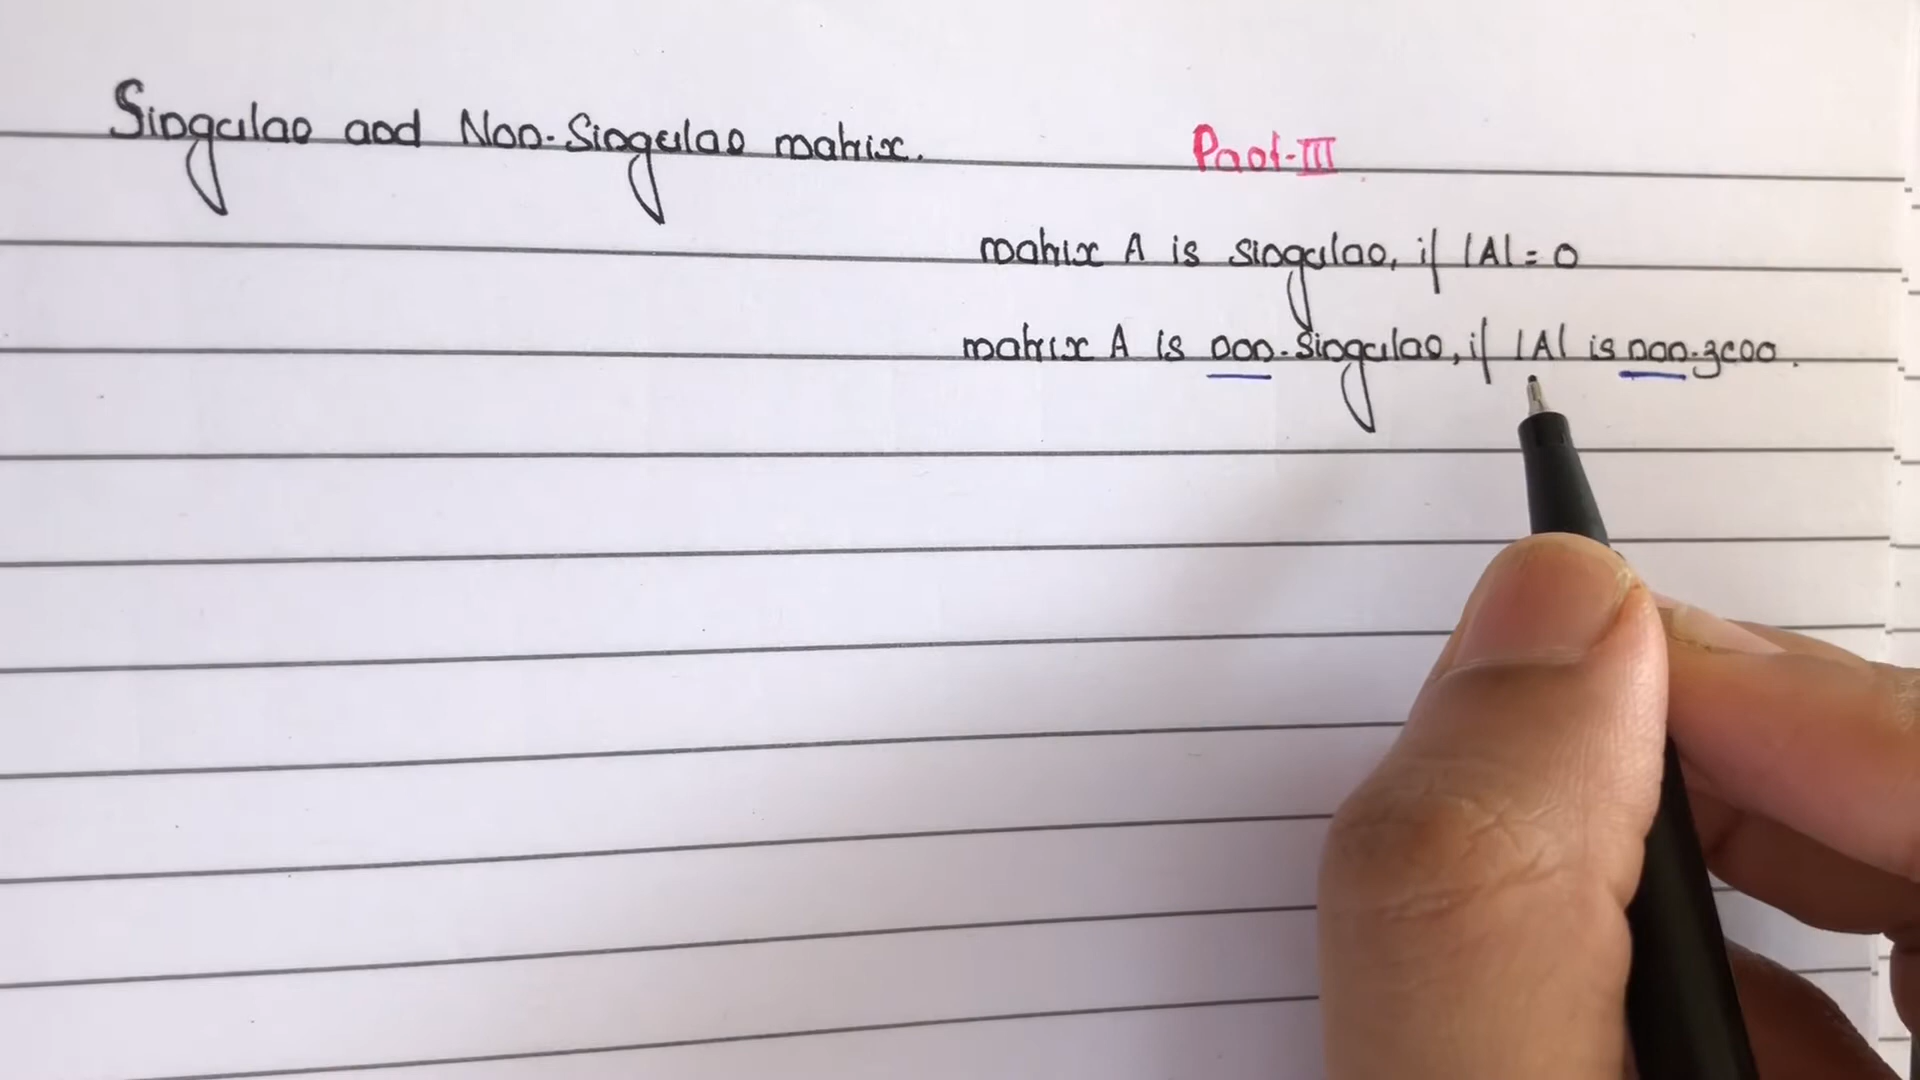 Singular and Non-Singular matrix.
Part-III
matrix A is singular, if |A| = 0
matrix A is non-singular, if |A| is non-zero.